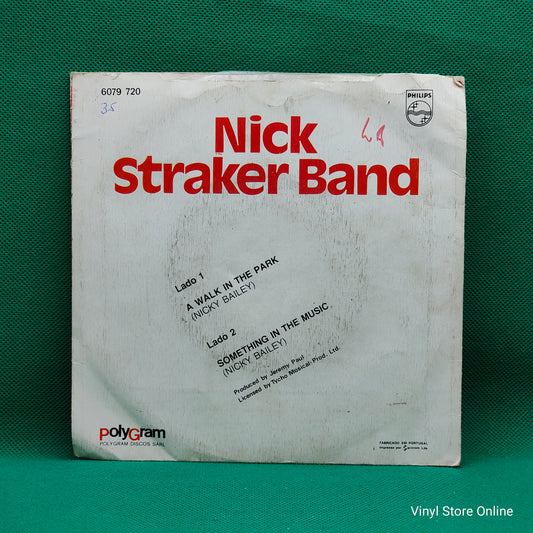 6079 720
35
PHILIPS
Nick
Straker Band
Lado 1
A WALK IN THE PARK
(NICKY BAILEY)
Lado 2
SOMETHING IN THE MUSIC
(NICKY BAILEY)
Produced by Jeremy Paul
Licensed by Tycho Musical Prod. Ltd.
PolyGram
POLYGRAM DISCOS SARL
FABRICADO EM PORTUGAL
Vinyl Store Online